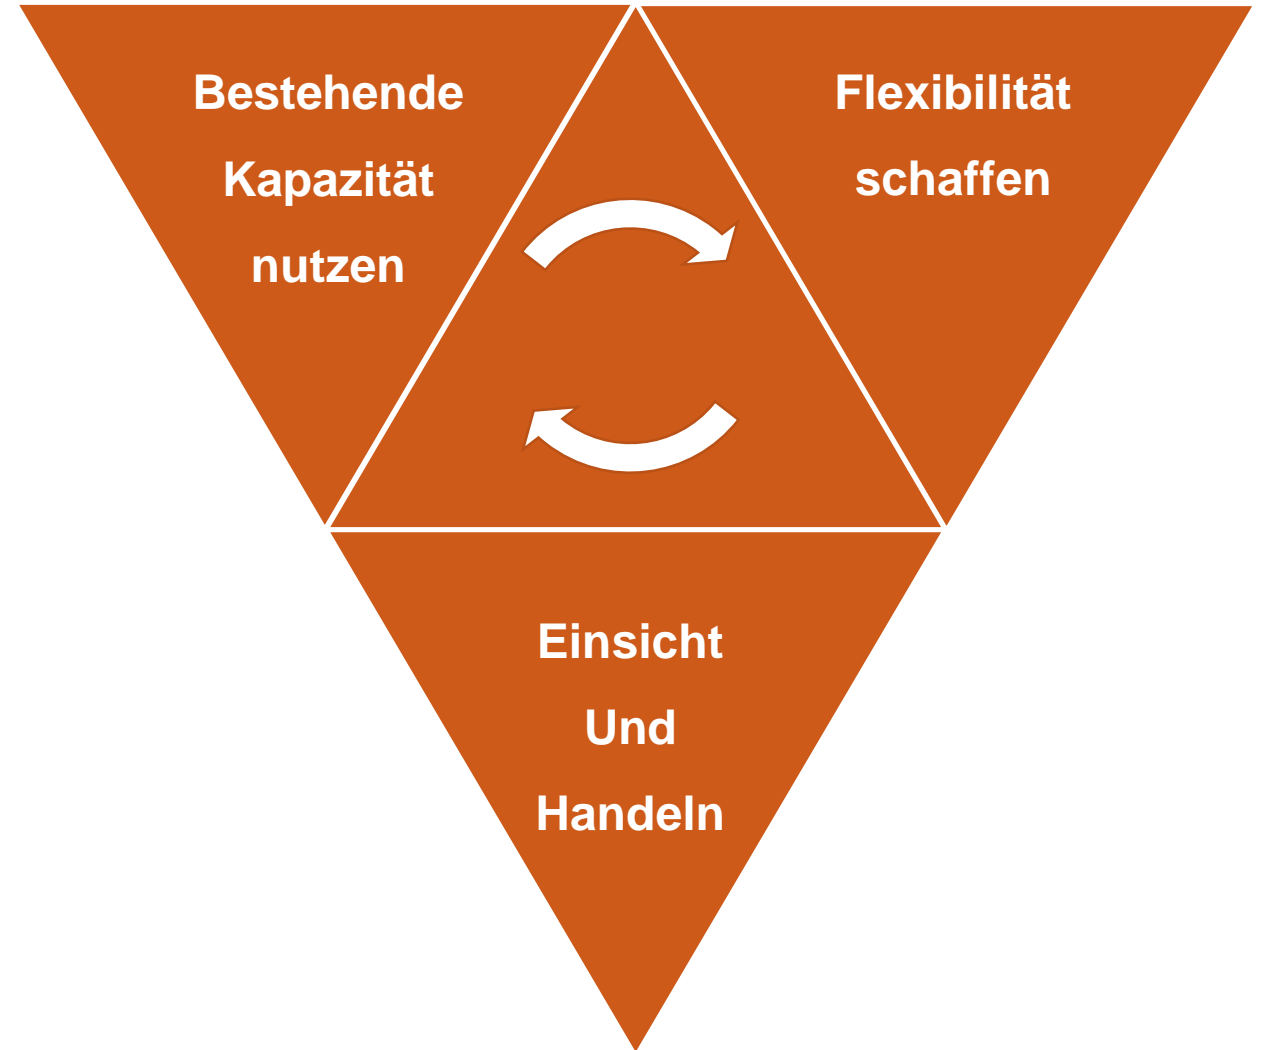 Bestehende
Kapazität
nutzen
Flexibilität
schaffen
Einsicht
Und
Handeln